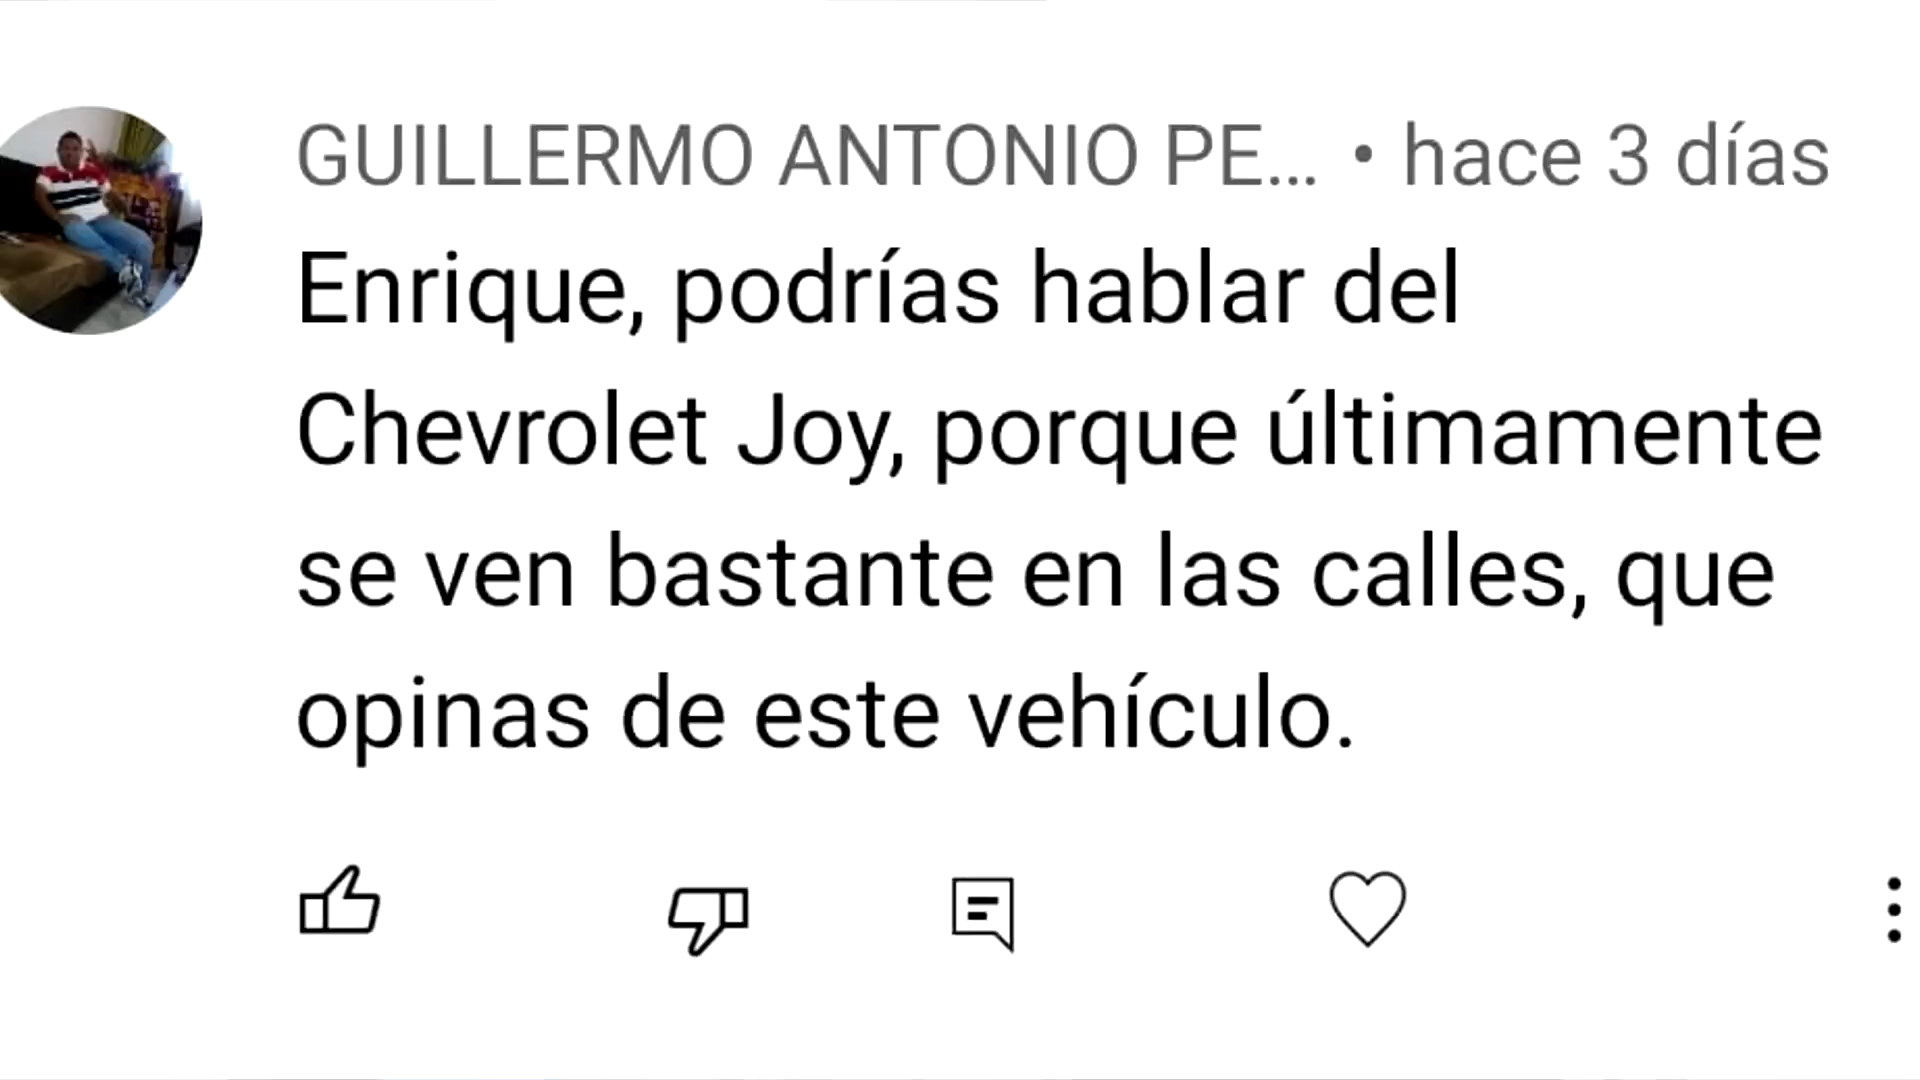 GUILLERMO ANTONIO PE... • hace 3 días
Enrique, podrías hablar del
Chevrolet Joy, porque últimamente
se ven bastante en las calles, que
opinas de este vehículo.